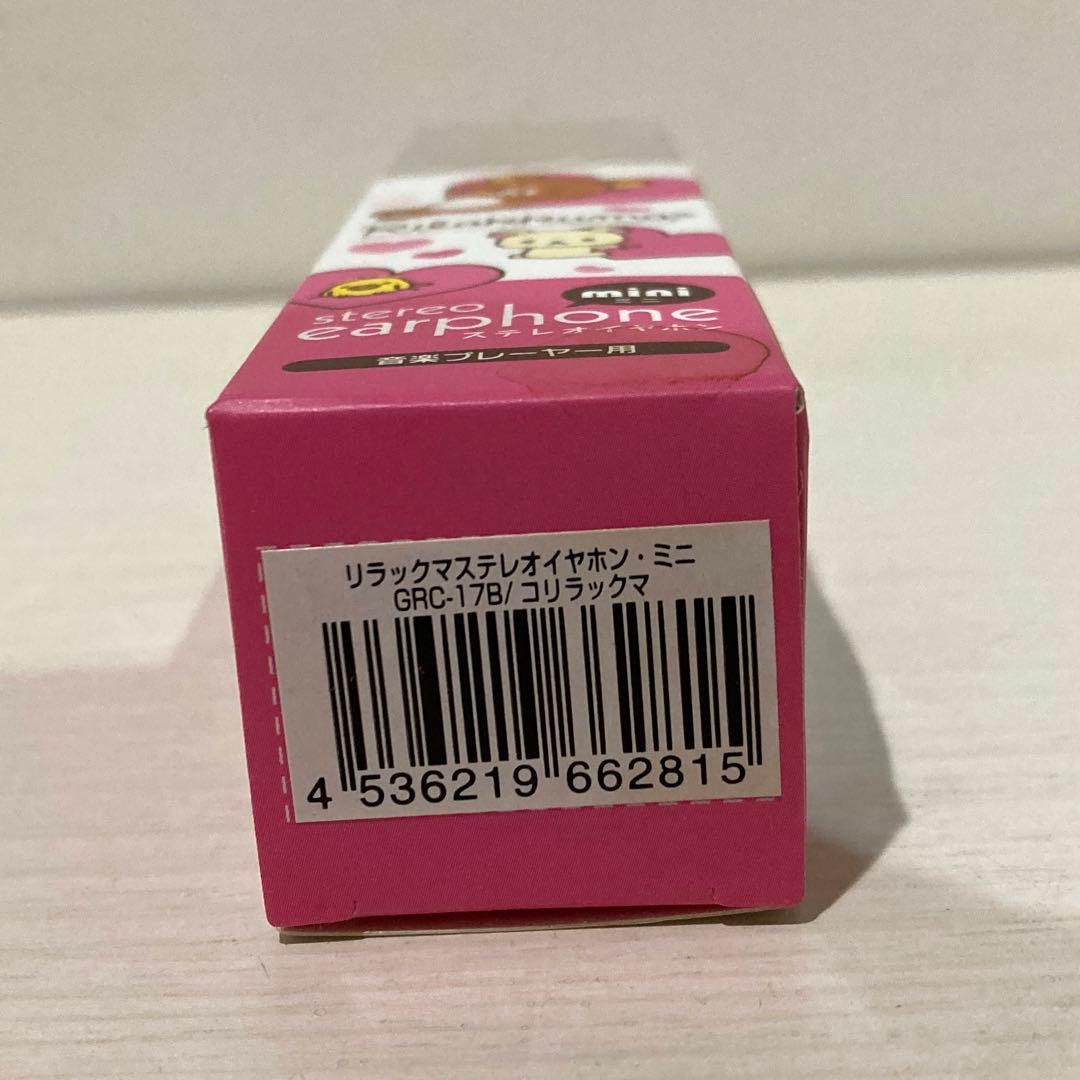 Rilakkuma
mini
ミニ
stereo
earphone
ステレオイヤホン
音楽プレーヤー用
リラックマステレオイヤホン・ミニ
GRC-17B/コリラックマ
4 536219 662815